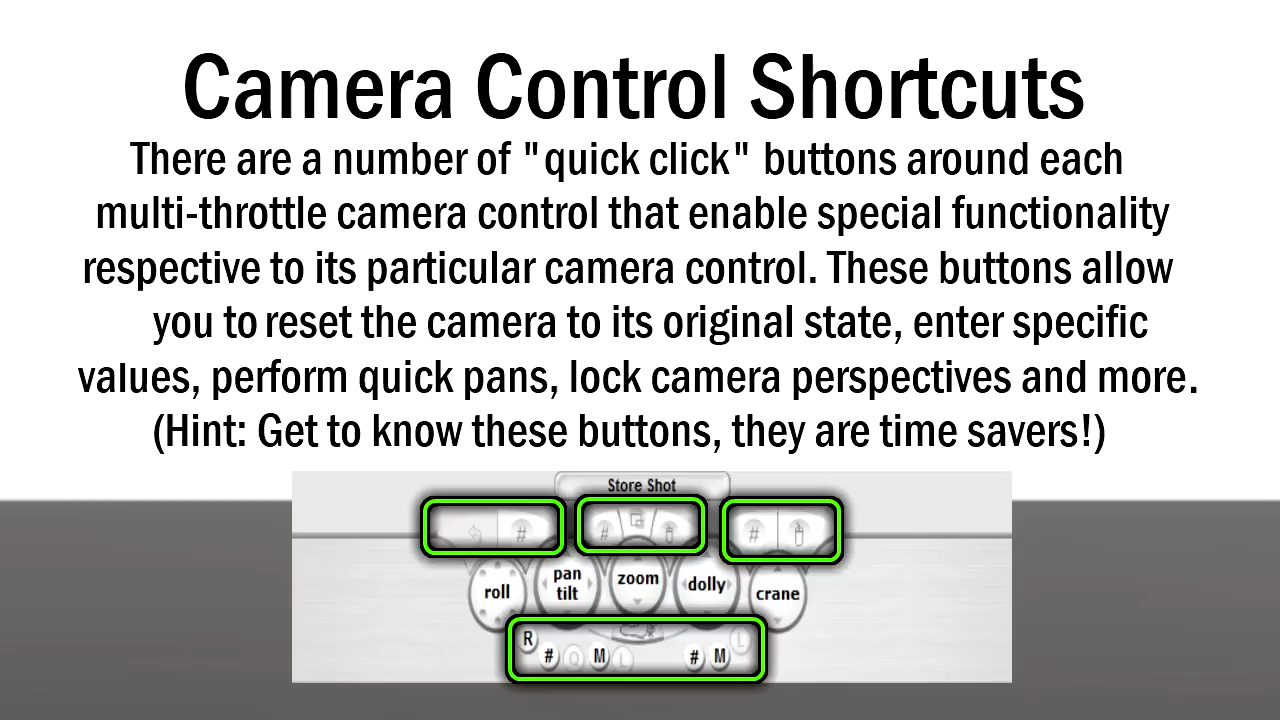 Camera Control Shortcuts
There are a number of "quick click" buttons around each
multi-throttle camera control that enable special functionality
respective to its particular camera control. These buttons allow
you to reset the camera to its original state, enter specific
values, perform quick pans, lock camera perspectives and more.
(Hint: Get to know these buttons, they are time savers!)
Store Shot
# # #
roll
pan
tilt
zoom
dolly
crane
R # Q M L # M L